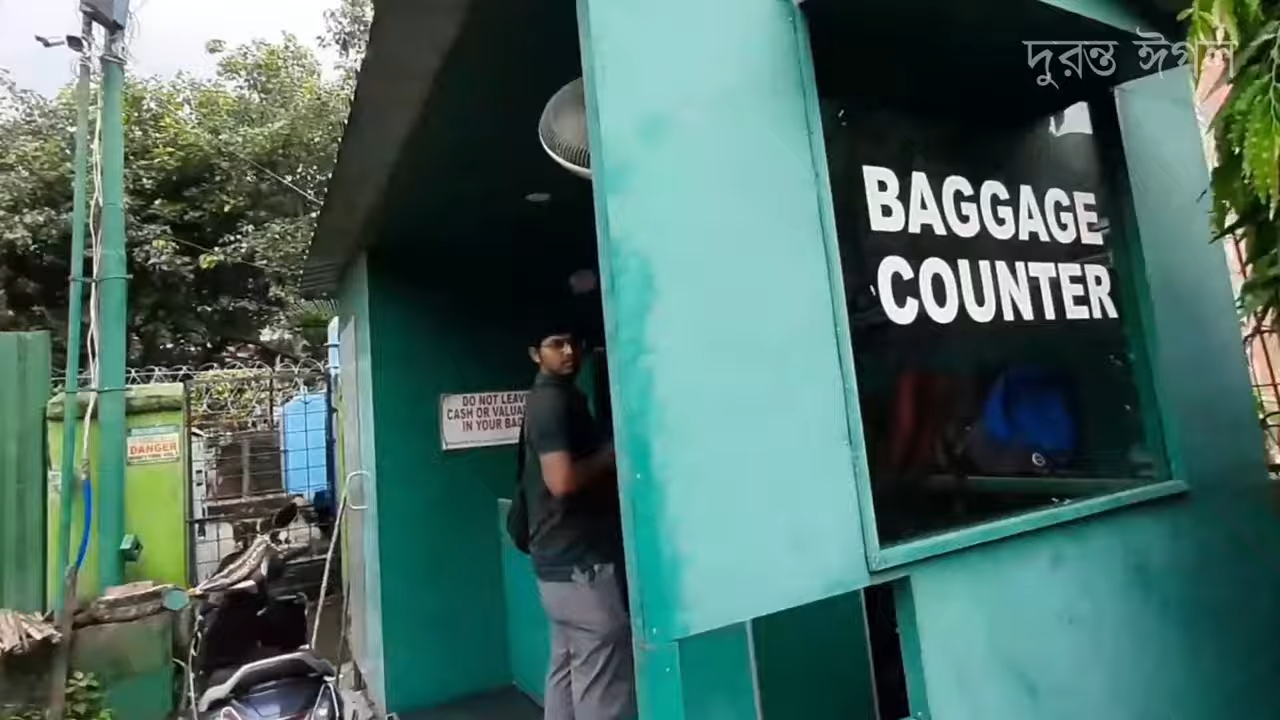 দুরন্ত ঈগল
BAGGAGE
COUNTER
DO NOT LEAVE
CASH OR VALUA
IN YOUR BAG
DANGER